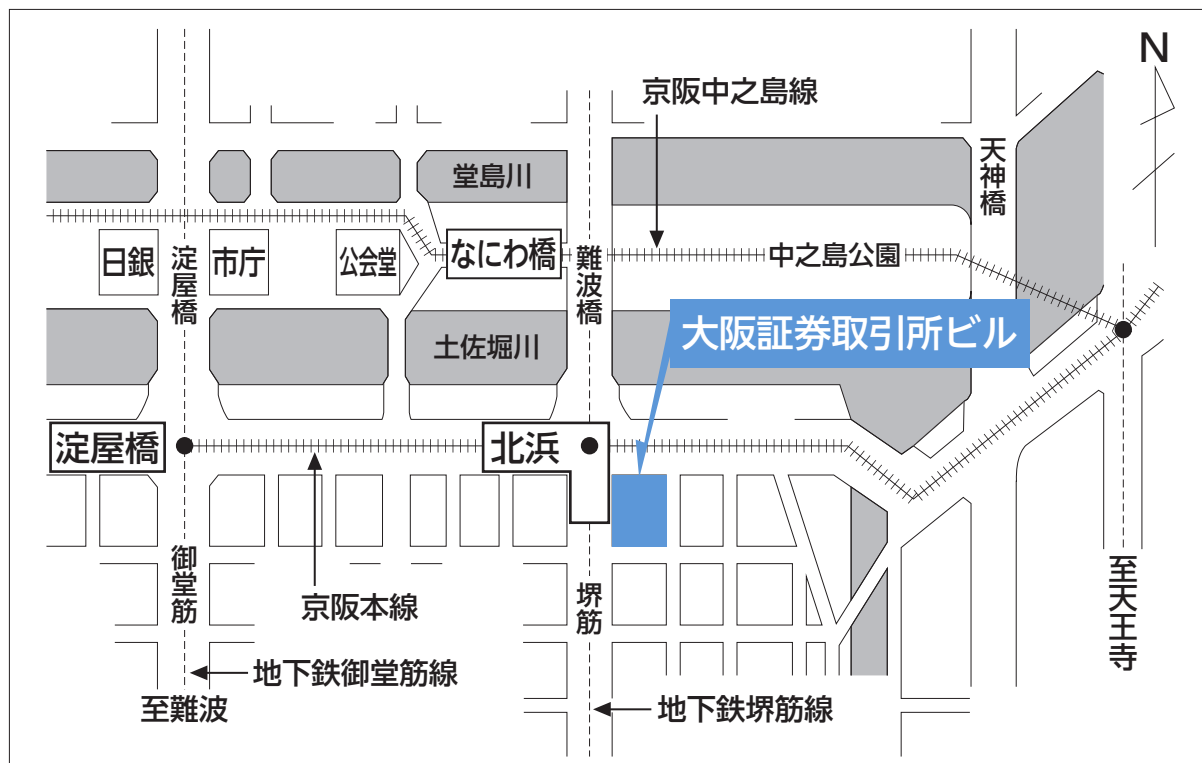 N
京阪中之島線
天神橋
堂島川
日銀
淀屋橋
市庁
公会堂
なにわ橋
難波橋
中之島公園
土佐堀川
大阪証券取引所ビル
淀屋橋
北浜
御堂筋
京阪本線
堺筋
至天王寺
地下鉄御堂筋線
至難波
地下鉄堺筋線